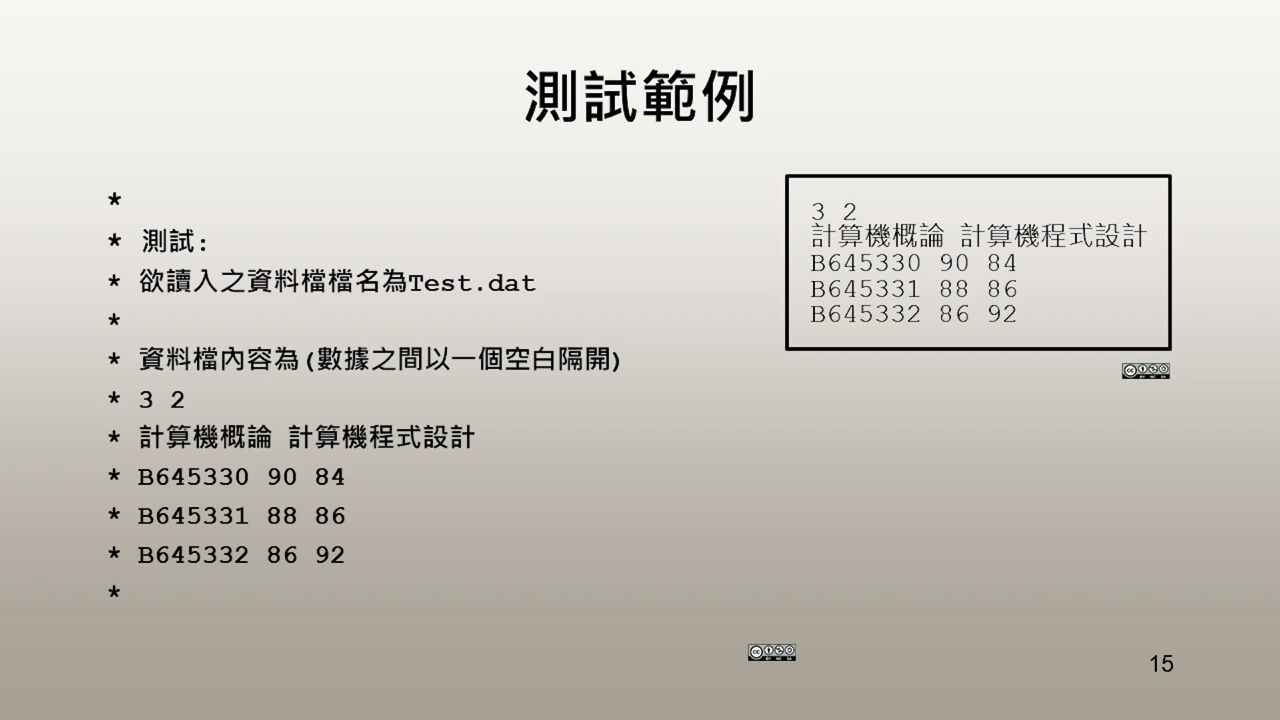 測試範例
*
* 測試:
* 欲讀入之資料檔檔名為Test.dat
*
* 資料檔內容為(數據之間以一個空白隔開)
* 3 2
* 計算機概論 計算機程式設計
* B645330 90 84
* B645331 88 86
* B645332 86 92
*
3 2
計算機概論 計算機程式設計
B645330 90 84
B645331 88 86
B645332 86 92
15